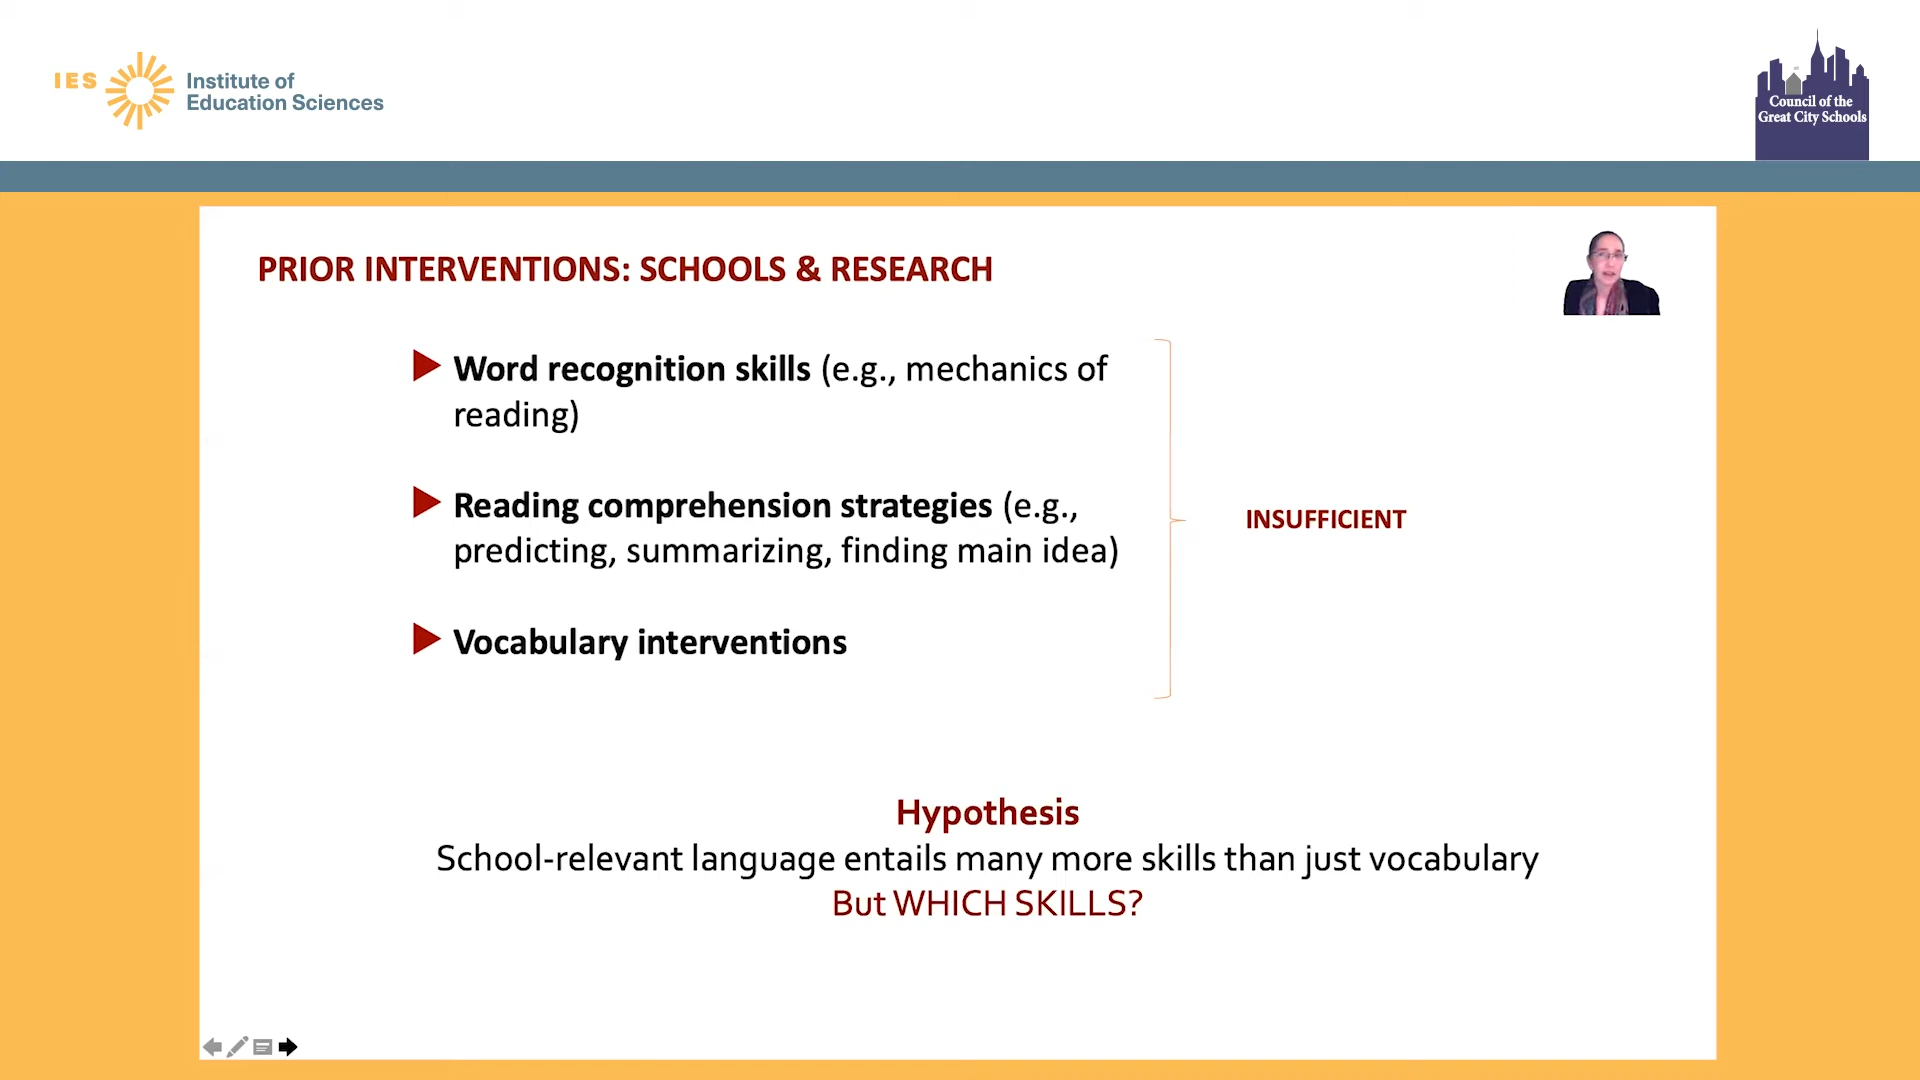 IES
Institute of
Education Sciences
Council of the
Great City Schools
PRIOR INTERVENTIONS: SCHOOLS & RESEARCH
Word recognition skills (e.g., mechanics of
reading)
Reading comprehension strategies (e.g.,
predicting, summarizing, finding main idea)
Vocabulary interventions
INSUFFICIENT
Hypothesis
School-relevant language entails many more skills than just vocabulary
But WHICH SKILLS?